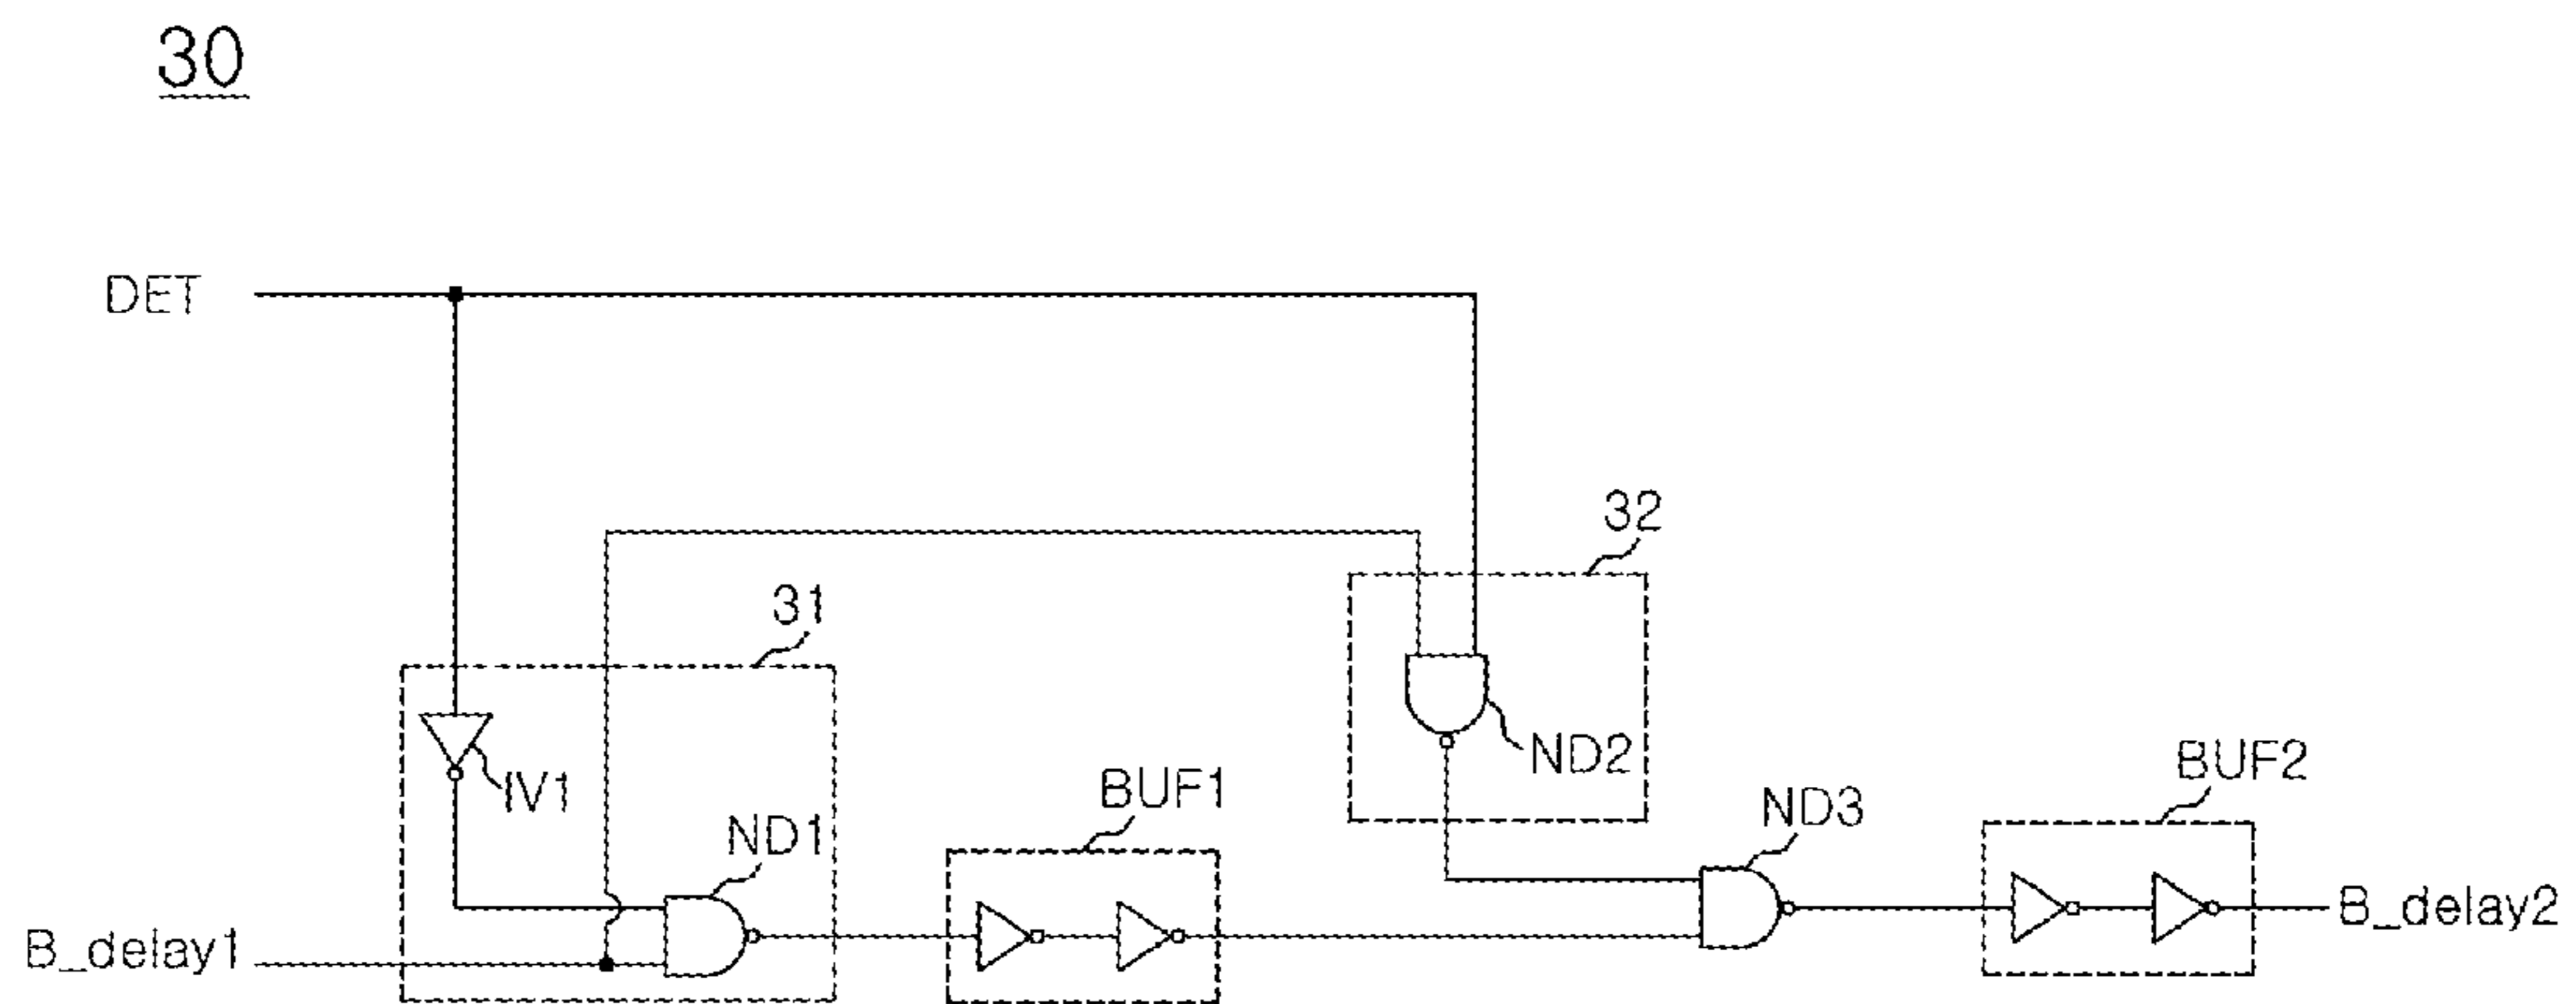 30
DET
32
31
ND2
IV1
BUF1
BUF2
ND3
ND1
B_delay2
B_delay1